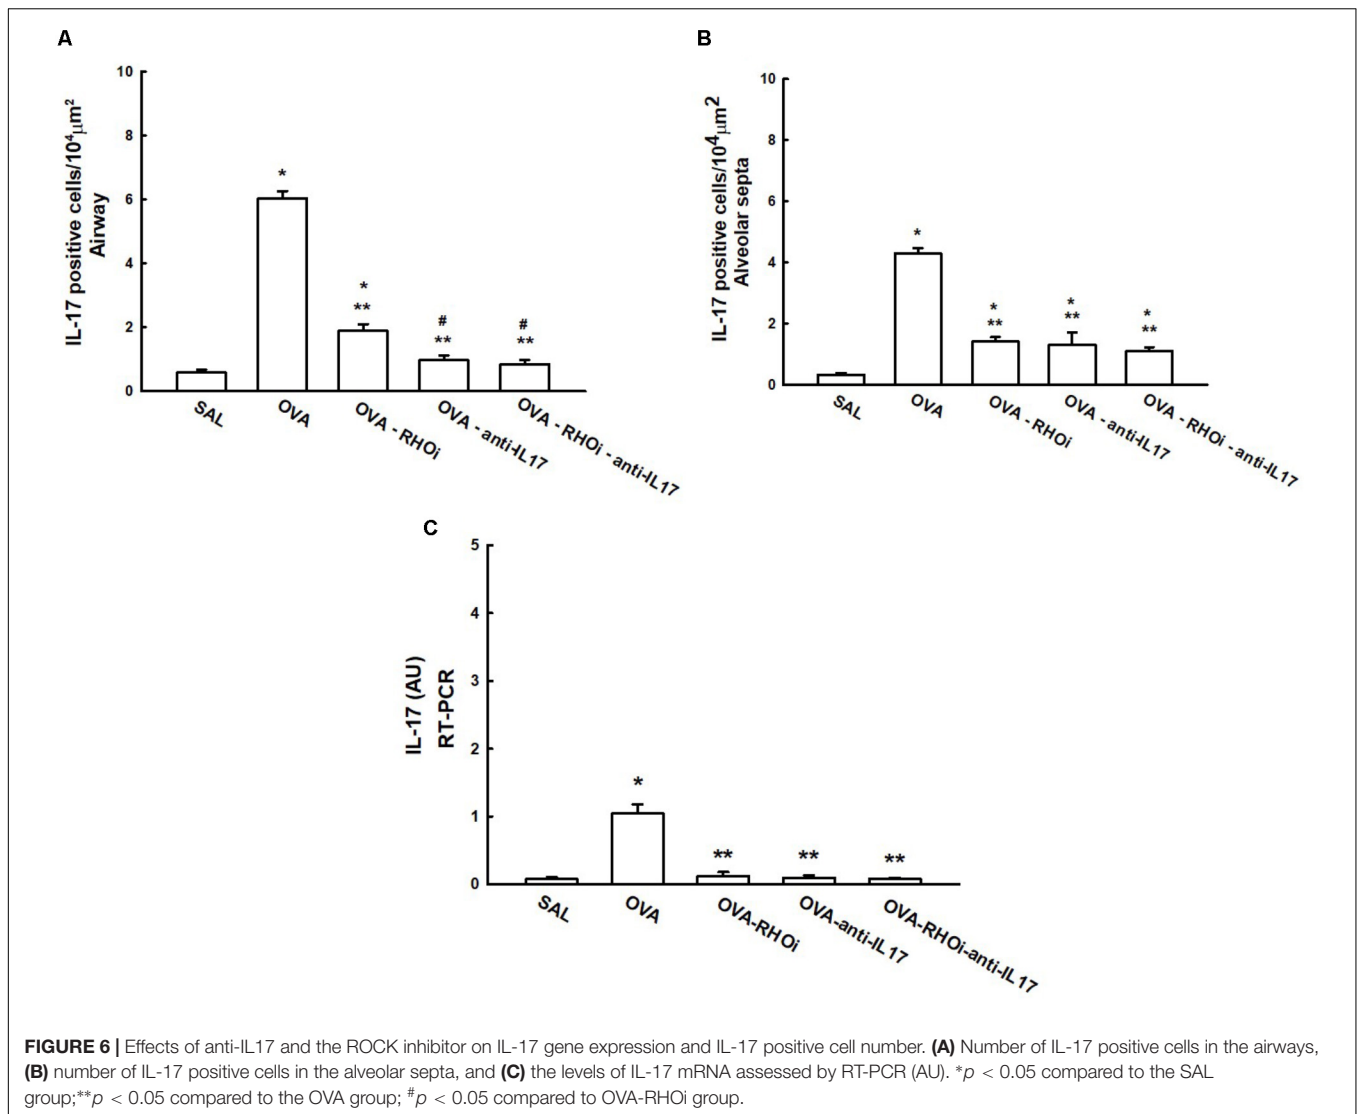 A
IL-17 positive cells/10⁴µm²
Airway
10
8
6
4
2
0
*
*
**
#
**
#
**
SAL
OVA
OVA - RHOi
OVA - anti-IL17
OVA - RHOi - anti-IL17
B
IL-17 positive cells/10⁴µm²
Alveolar septa
10
8
6
4
2
0
*
*
**
*
**
*
**
SAL
OVA
OVA - RHOi
OVA - anti-IL17
OVA - RHOi - anti-IL17
C
IL-17 (AU)
RT-PCR
5
4
3
2
1
0
*
**
**
**
SAL
OVA
OVA-RHOi
OVA-anti-IL17
OVA-RHOi-anti-IL17
FIGURE 6 | Effects of anti-IL17 and the ROCK inhibitor on IL-17 gene expression and IL-17 positive cell number. (A) Number of IL-17 positive cells in the airways,
(B) number of IL-17 positive cells in the alveolar septa, and (C) the levels of IL-17 mRNA assessed by RT-PCR (AU). *p < 0.05 compared to the SAL
group;**p < 0.05 compared to the OVA group; #p < 0.05 compared to OVA-RHOi group.